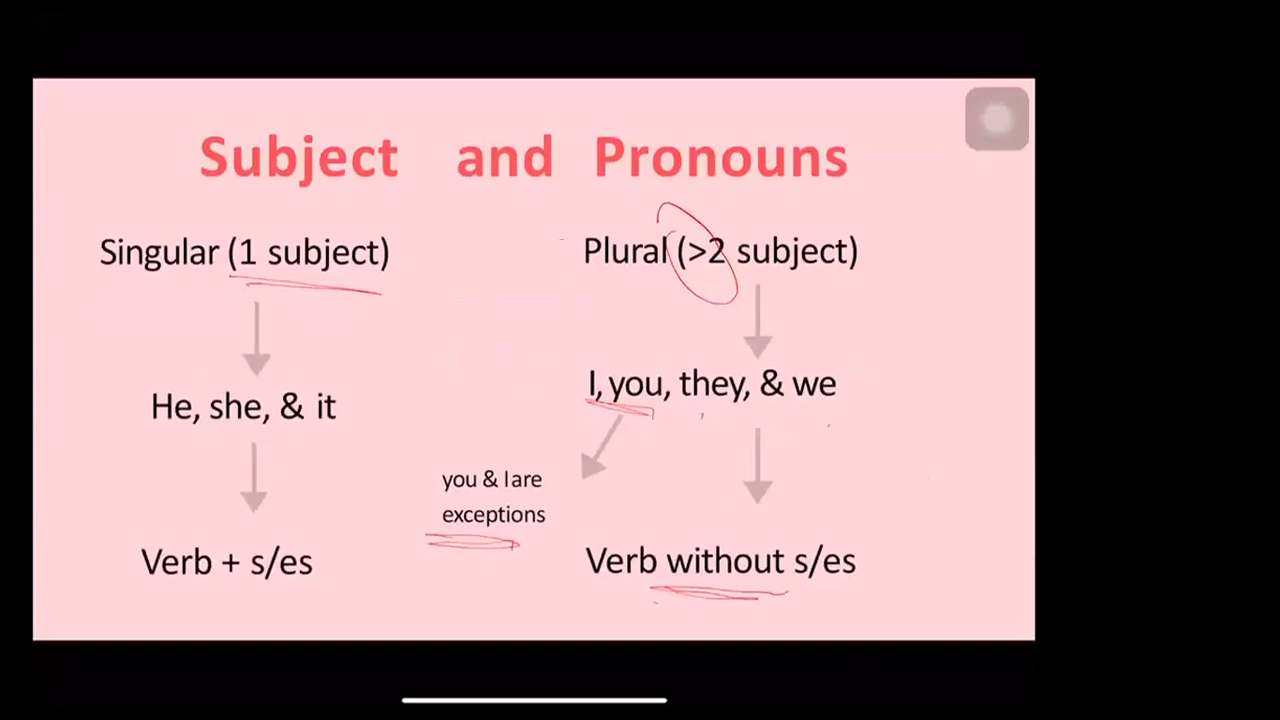 Subject and Pronouns
Singular (1 subject)
Plural (>2 subject)
He, she, & it
I, you, they, & we
you & I are
exceptions
Verb + s/es
Verb without s/es